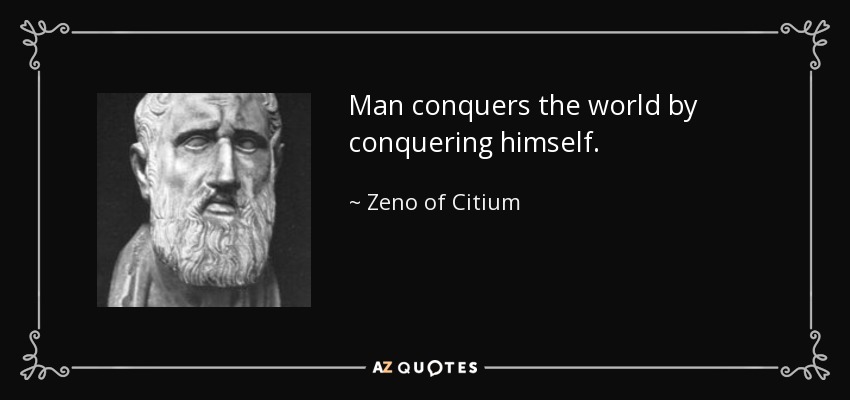 Man conquers the world by
conquering himself.
~ Zeno of Citium
AZ QUOTES